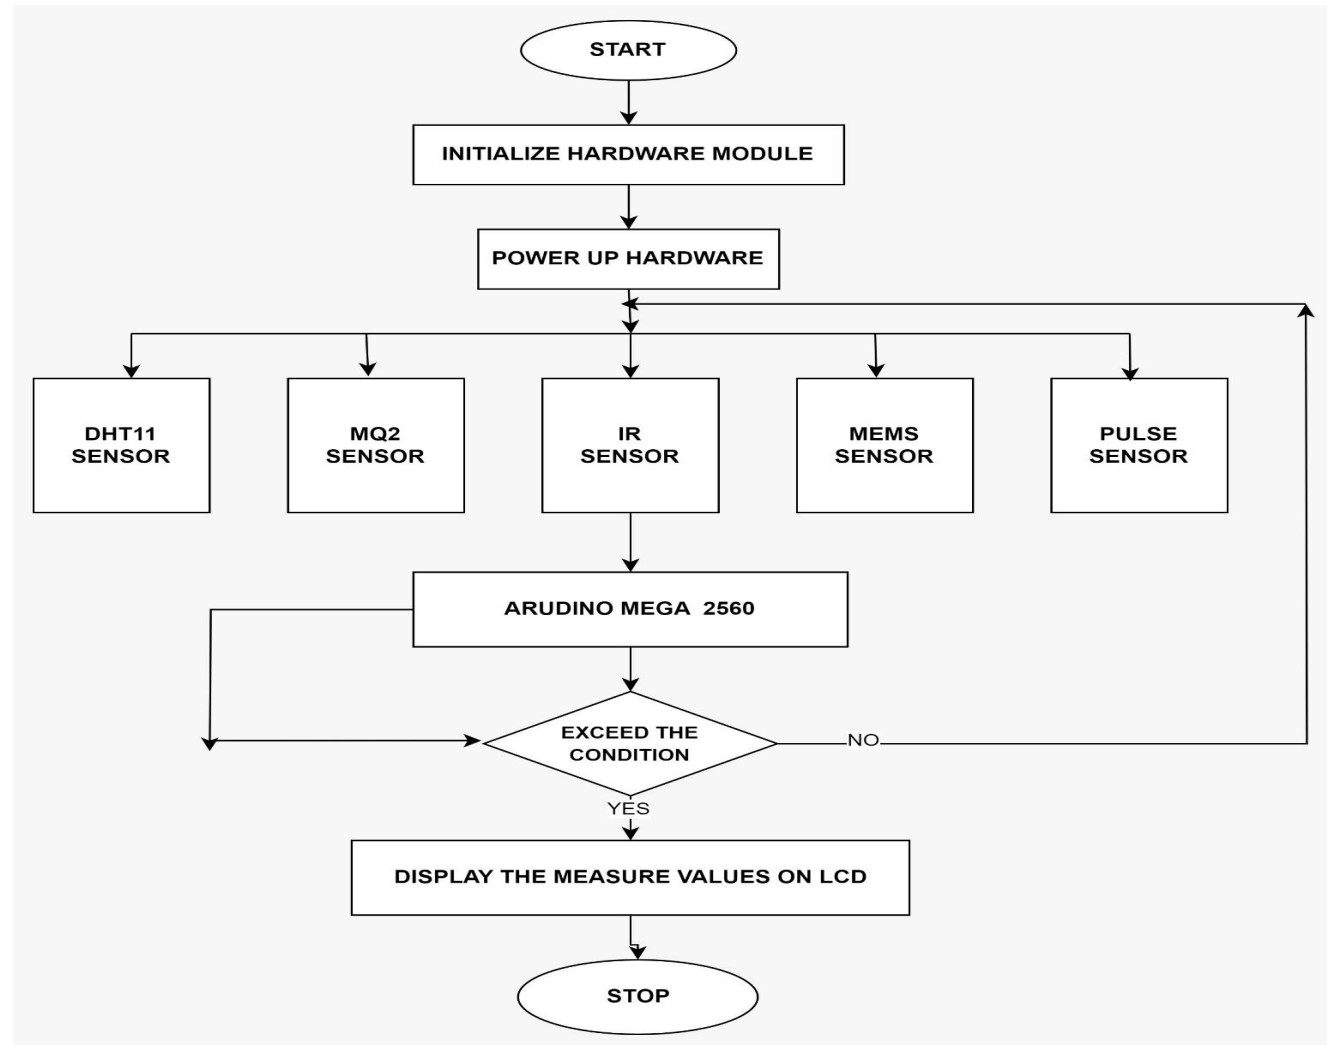 START
INITIALIZE HARDWARE MODULE
POWER UP HARDWARE
DHT11
SENSOR
MQ2
SENSOR
IR
SENSOR
MEMS
SENSOR
PULSE
SENSOR
ARUDINO MEGA 2560
EXCEED THE
CONDITION
NO
YES
DISPLAY THE MEASURE VALUES ON LCD
STOP